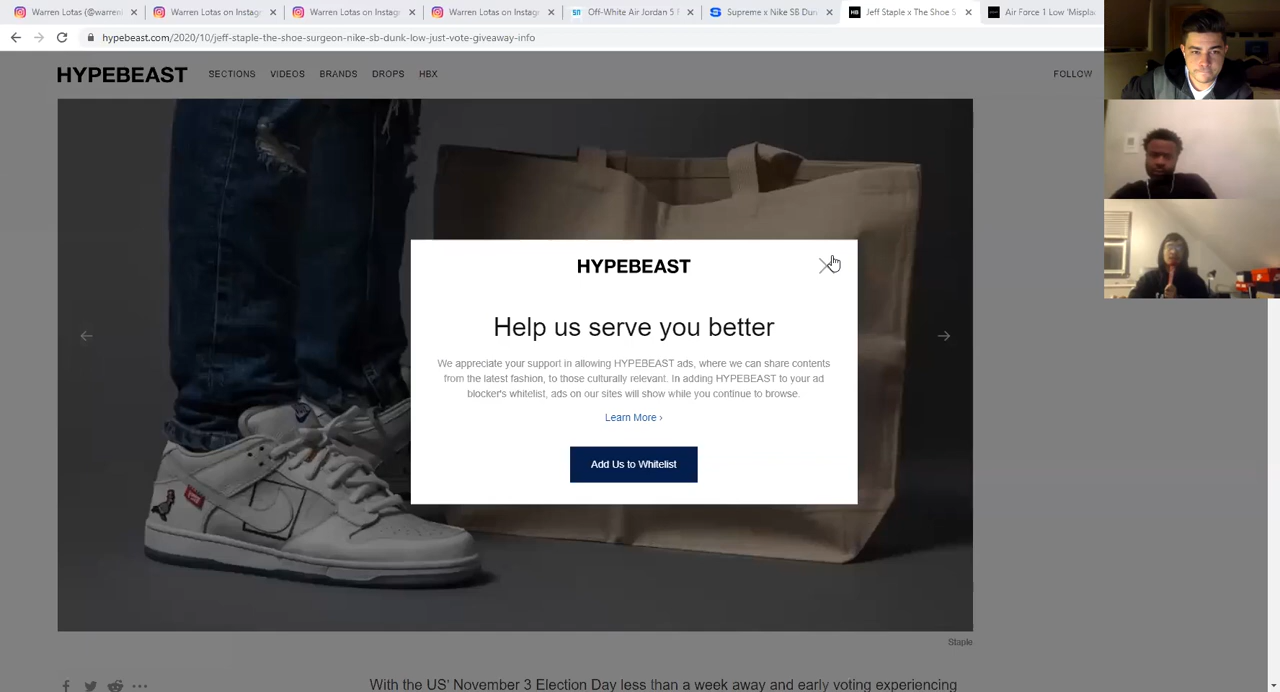 Warren Lotas (@warren
Warren Lotas on Instag
Warren Lotas on Instag
Warren Lotas on Instag
Off-White Air Jordan 5 F
Supreme x Nike SB Dun
Jeff Staple x The Shoe S
Air Force 1 Low 'Mispla
hypebeast.com/2020/10/jeff-staple-the-shoe-surgeon-nike-sb-dunk-low-just-vote-giveaway-info
HYPEBEAST SECTIONS VIDEOS BRANDS DROPS HBX FOLLOW
HYPEBEAST
Help us serve you better
We appreciate your support in allowing HYPEBEAST ads, where we can share contents
from the latest fashion, to those culturally relevant. In adding HYPEBEAST to your ad
blocker's whitelist, ads on our sites will show while you continue to browse.
Learn More ›
Add Us to Whitelist
Staple
With the US' November 3 Election Day less than a week away and early voting experiencing